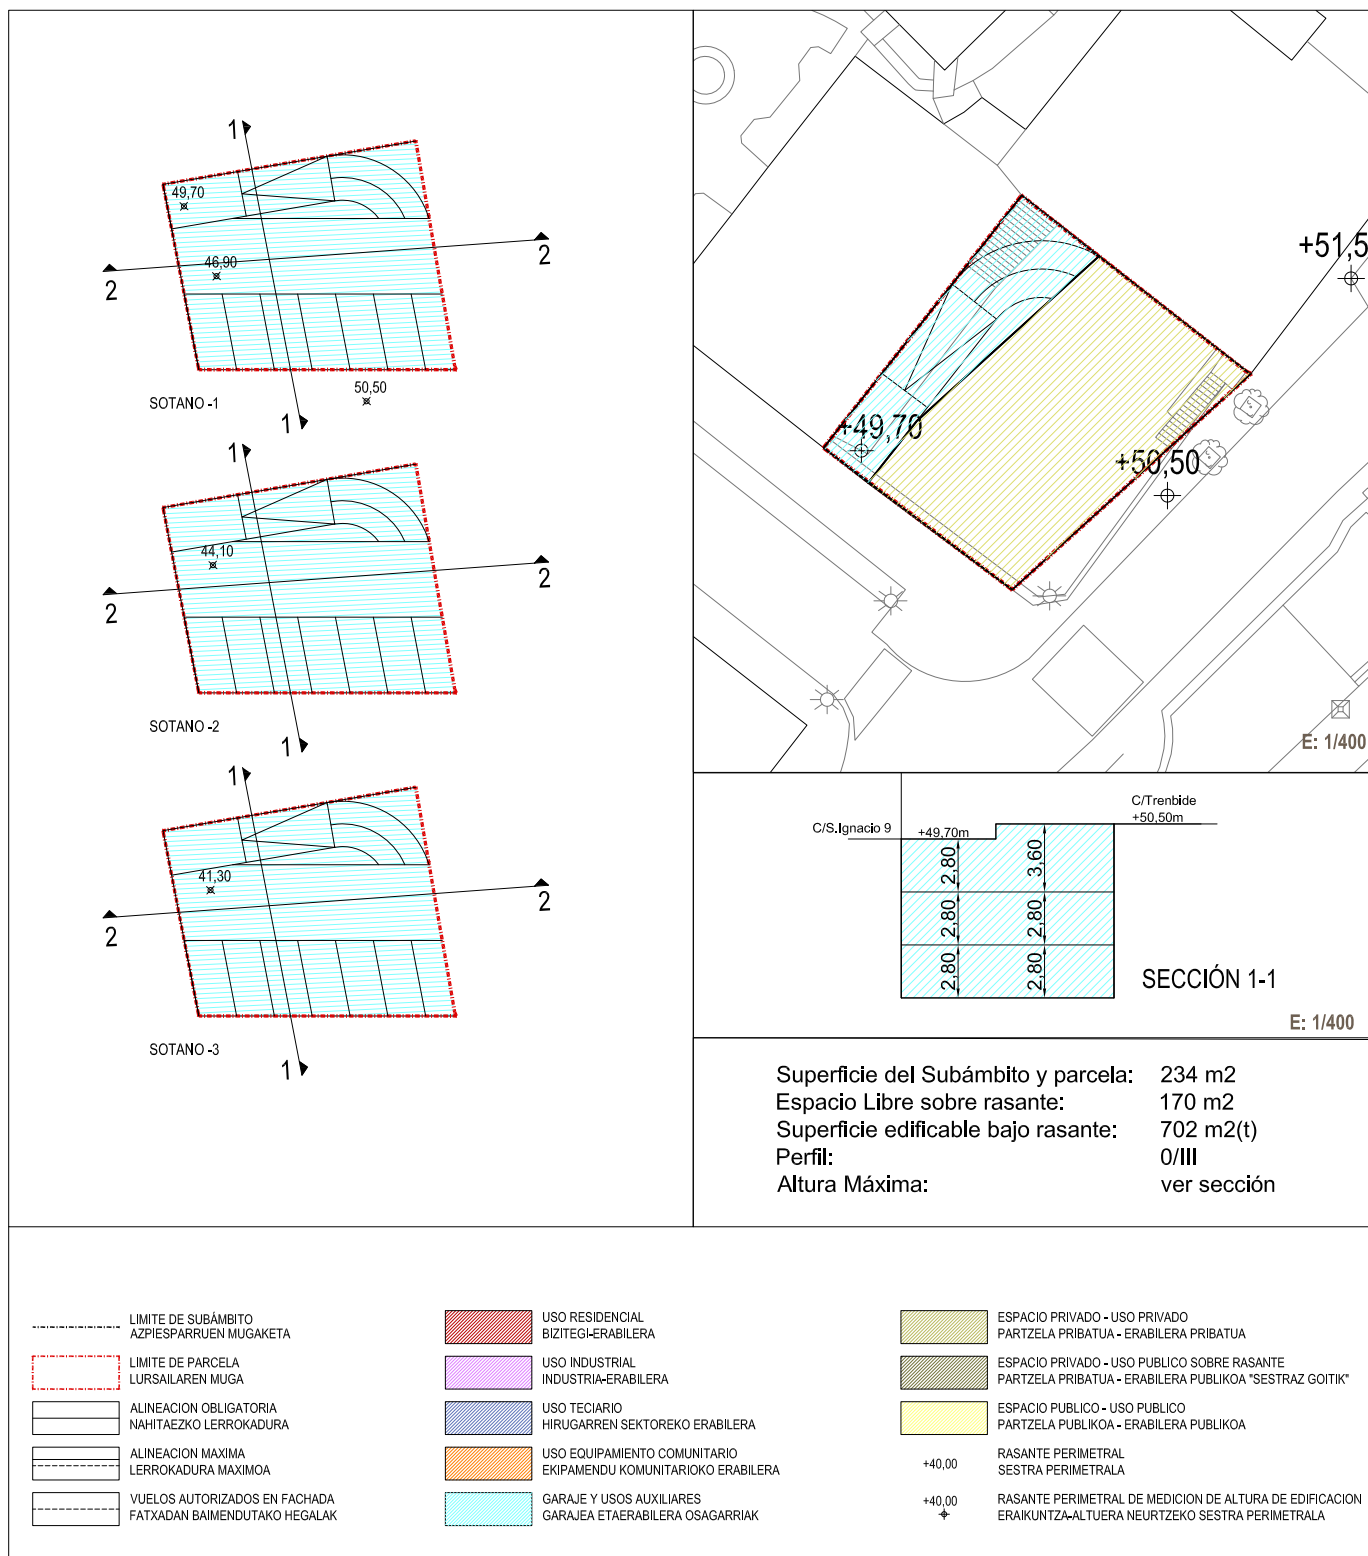 1
49,70
46,90
2
2
SOTANO -1
50,50
1
1
44,10
2
2
SOTANO -2
1
1
41,30
2
2
SOTANO -3
1
+51,5
+49,70
+50,50
E: 1/400
C/S.Ignacio 9
+49,70m
C/Trenbide
+50,50m
2,80
3,60
2,80
2,80
2,80
2,80
SECCIÓN 1-1
E: 1/400
Superficie del Subámbito y parcela: 234 m2
Espacio Libre sobre rasante: 170 m2
Superficie edificable bajo rasante: 702 m2(t)
Perfil: 0/III
Altura Máxima: ver sección
LIMITE DE SUBÁMBITO
AZPIESPARRUEN MUGAKETA
LIMITE DE PARCELA
LURSAILAREN MUGA
ALINEACION OBLIGATORIA
NAHITAEZKO LERROKADURA
ALINEACION MAXIMA
LERROKADURA MAXIMOA
VUELOS AUTORIZADOS EN FACHADA
FATXADAN BAIMENDUTAKO HEGALAK
USO RESIDENCIAL
BIZITEGI-ERABILERA
USO INDUSTRIAL
INDUSTRIA-ERABILERA
USO TECIARIO
HIRUGARREN SEKTOREKO ERABILERA
USO EQUIPAMIENTO COMUNITARIO
EKIPAMENDU KOMUNITARIOKO ERABILERA
GARAJE Y USOS AUXILIARES
GARAJEA ETAERABILERA OSAGARRIAK
ESPACIO PRIVADO - USO PRIVADO
PARTZELA PRIBATUA - ERABILERA PRIBATUA
ESPACIO PRIVADO - USO PUBLICO SOBRE RASANTE
PARTZELA PRIBATUA - ERABILERA PUBLIKOA "SESTRAZ GOITIK"
ESPACIO PUBLICO - USO PUBLICO
PARTZELA PUBLIKOA - ERABILERA PUBLIKOA
+40,00
RASANTE PERIMETRAL
SESTRA PERIMETRALA
+40,00
RASANTE PERIMETRAL DE MEDICION DE ALTURA DE EDIFICACION
ERAIKUNTZA-ALTUERA NEURTZEKO SESTRA PERIMETRALA